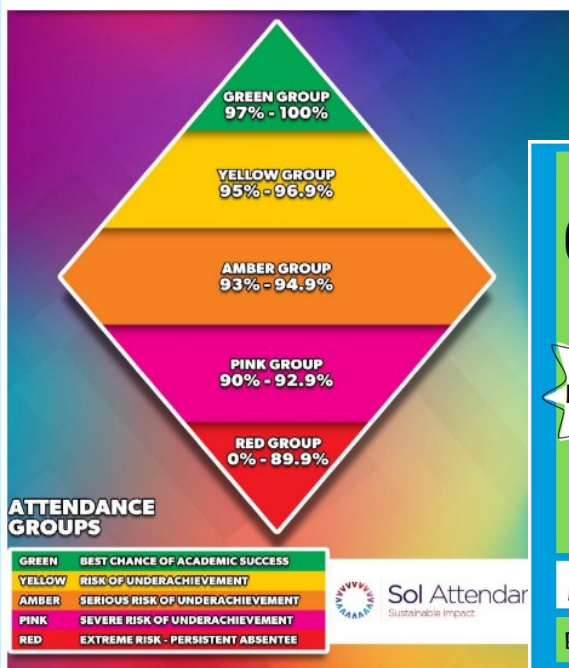 GREEN GROUP
97% - 100%
YELLOW GROUP
95% - 96.9%
AMBER GROUP
93% - 94.9%
PINK GROUP
90% - 92.9%
RED GROUP
0% - 89.9%
ATTENDANCE
GROUPS
GREEN BEST CHANCE OF ACADEMIC SUCCESS
YELLOW RISK OF UNDERACHIEVEMENT
AMBER SERIOUS RISK OF UNDERACHIEVEMENT
PINK SEVERE RISK OF UNDERACHIEVEMENT
RED EXTREME RISK - PERSISTENT ABSENTEE
Sol Attendar
Sustainable impact